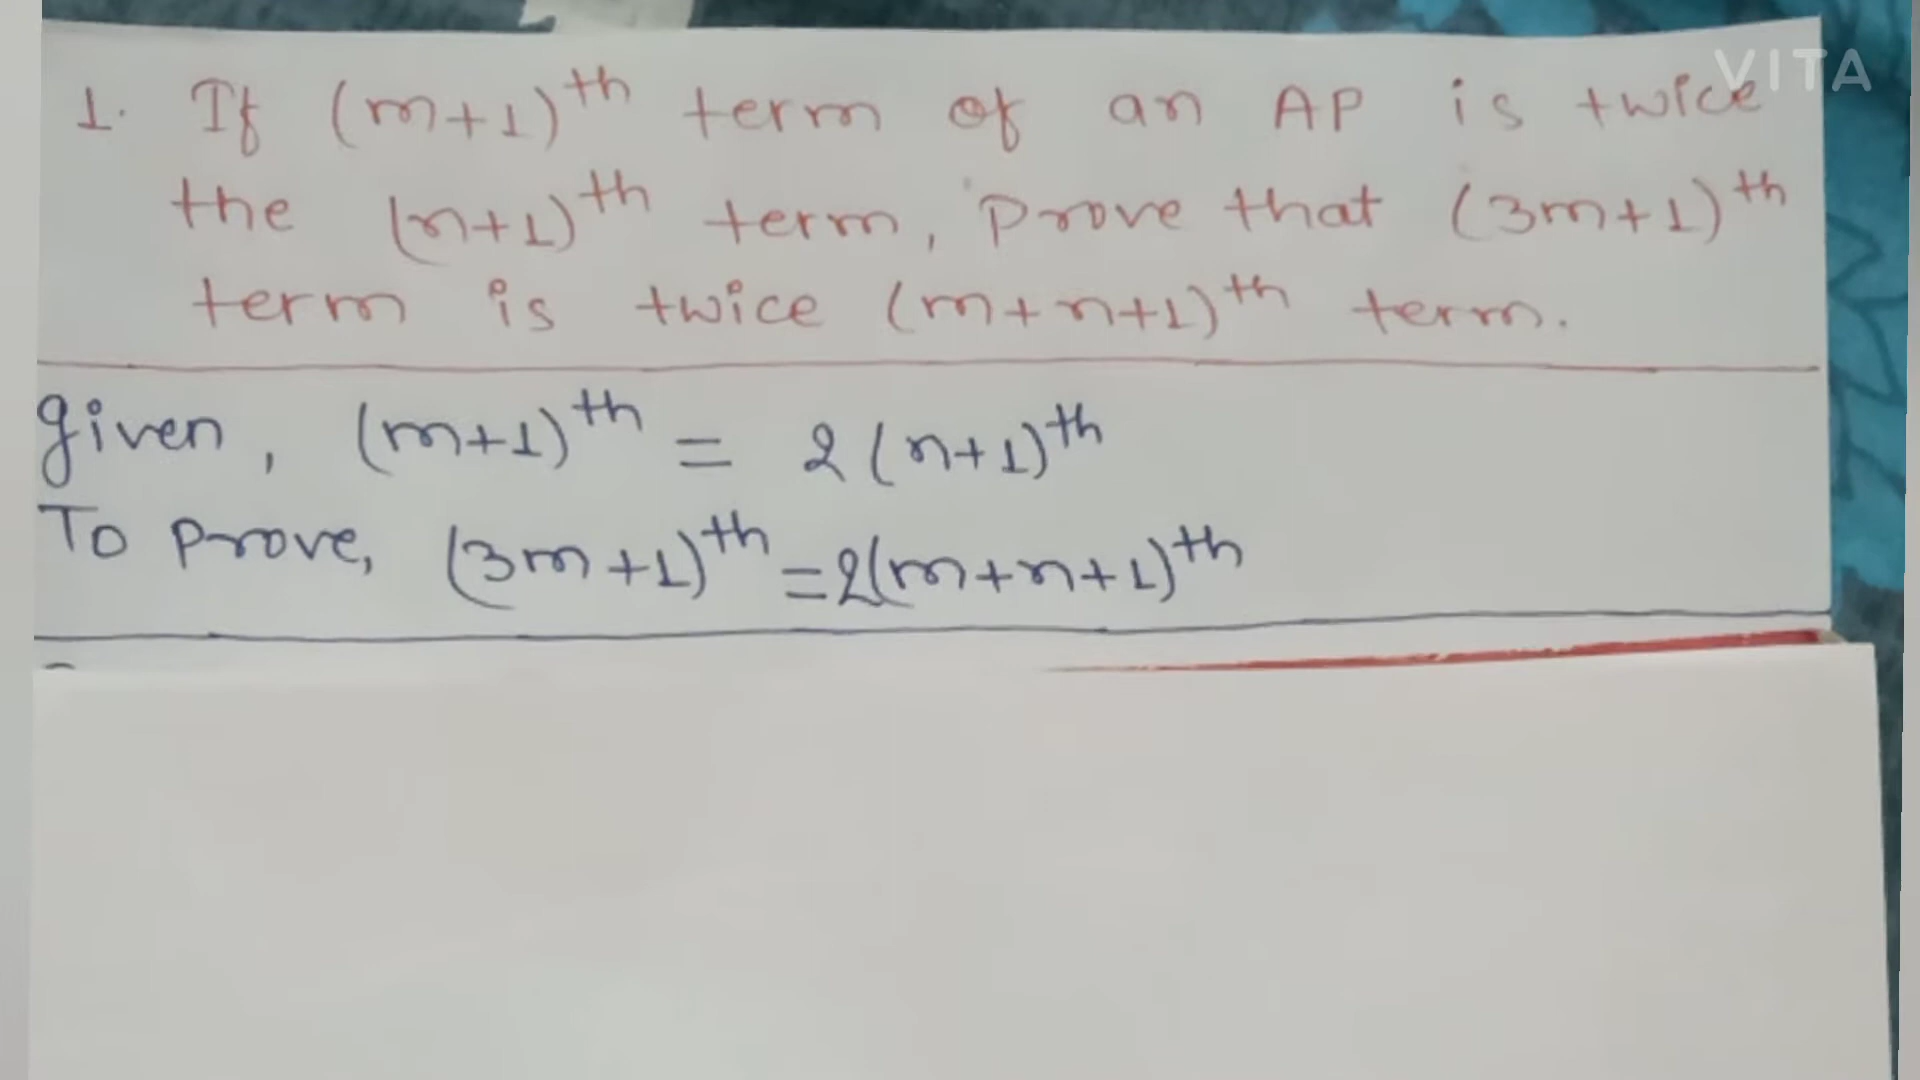 VITA
1. If (m+1)th term of an AP is twice
the (n+1)th term, Prove that (3m+1)th
term is twice (m+n+1)th term.
given, (m+1)th = 2(n+1)th
To Prove, (3m+1)th =2(m+n+1)th